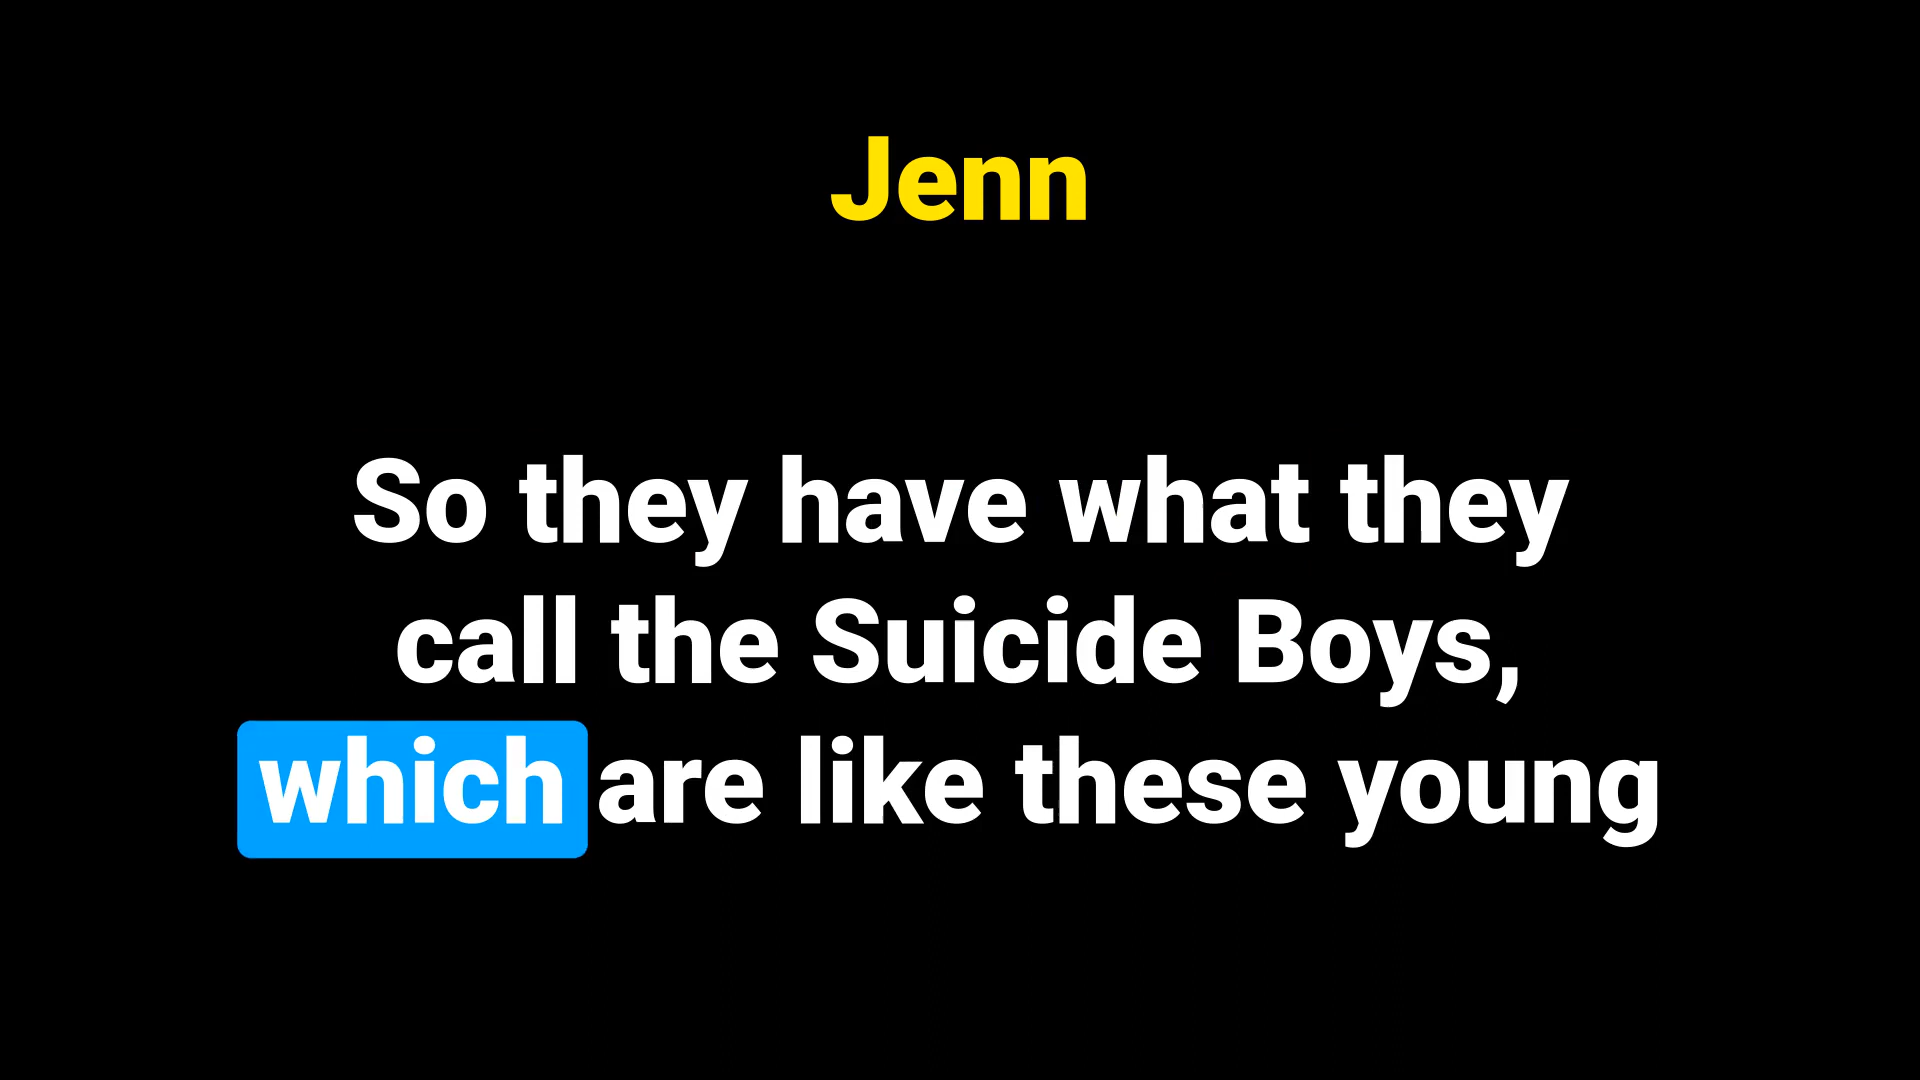 Jenn
So they have what they
call the Suicide Boys,
which are like these young